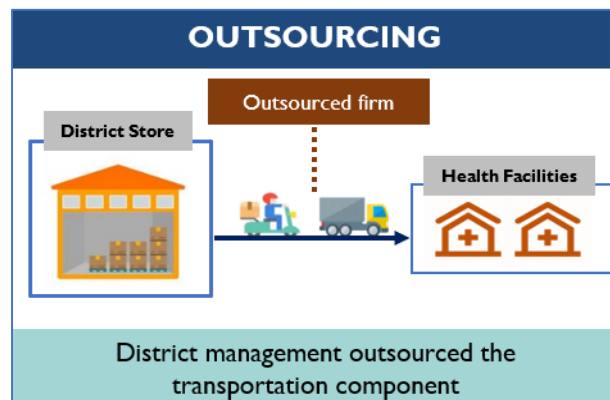 OUTSOURCING
Outsourced firm
District Store
Health Facilities
District management outsourced the
transportation component